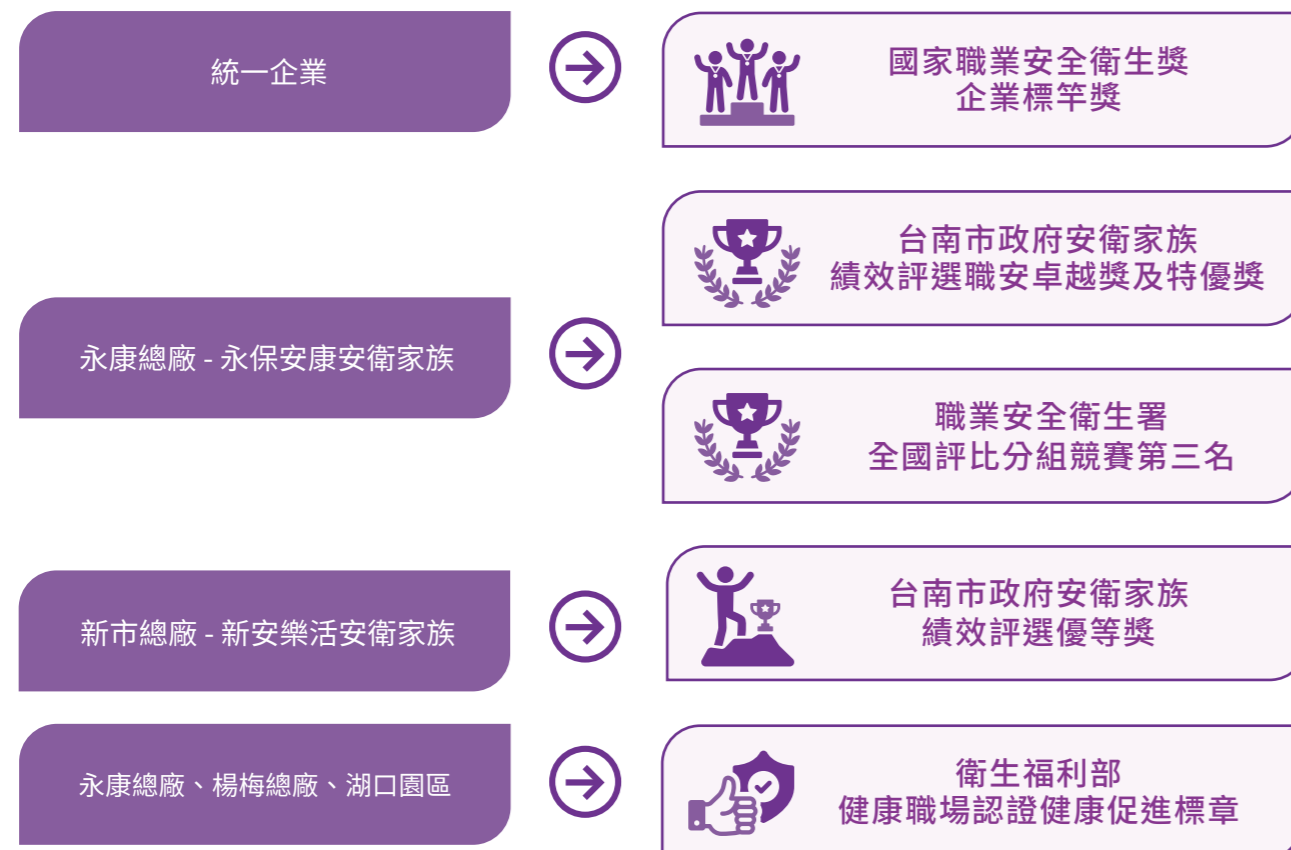 統一企業
國家職業安全衛生獎
企業標竿獎
永康總廠 - 永保安康安衛家族
台南市政府安衛家族
績效評選職安卓越獎及特優獎
職業安全衛生署
全國評比分組競賽第三名
新市總廠 - 新安樂活安衛家族
台南市政府安衛家族
績效評選優等獎
永康總廠、楊梅總廠、湖口園區
衛生福利部
健康職場認證健康促進標章